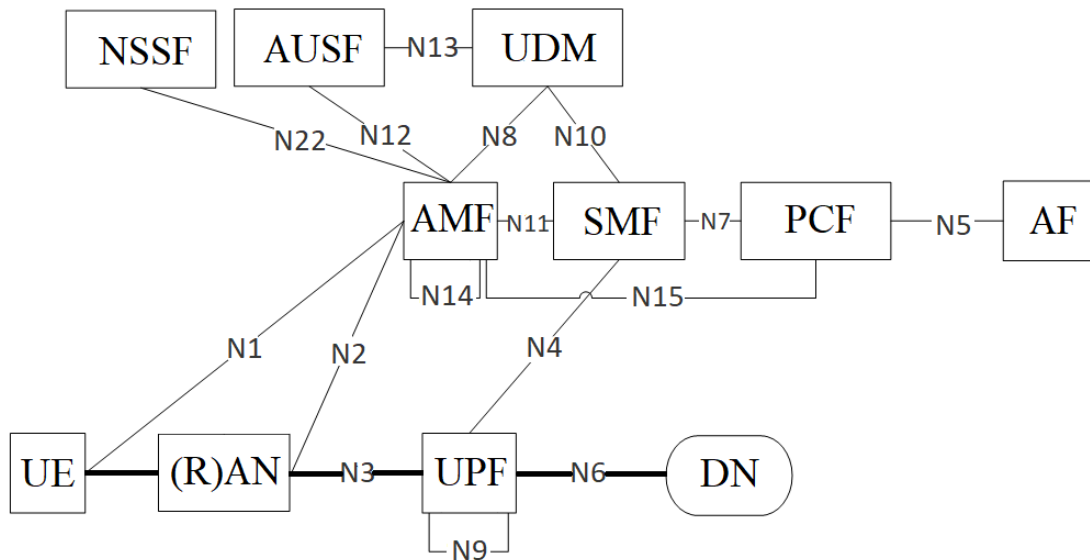 NSSF
AUSF
N13
UDM
N22
N12
N8
N10
AMF
N11
SMF
N7
PCF
N5
AF
N14
N15
N1
N2
N4
UE
(R)AN
N3
UPF
N6
DN
N9